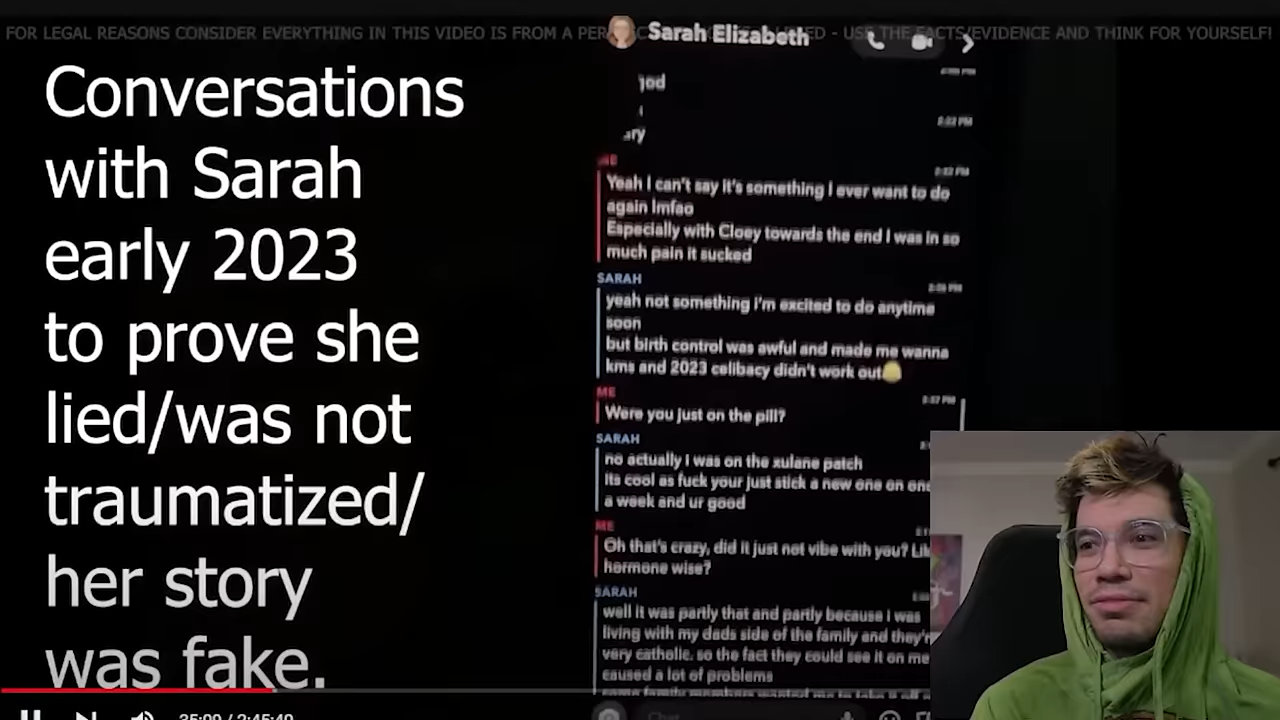 FOR LEGAL REASONS CONSIDER EVERYTHING IN THIS VIDEO IS FROM A - USE THE FACTS/EVIDENCE AND THINK FOR YOURSELF!
Sarah Elizabeth
Conversations
with Sarah
early 2023
to prove she
lied/was not
traumatized/
her story
was fake.
ME
Yeah I can't say it's something I ever want to do
again lmfao
Especially with Cloey towards the end I was in so
much pain it sucked
SARAH
yeah not something i'm excited to do anytime
soon
but birth control was awful and made me wanna
kms and 2023 celibacy didn't work out
ME
Were you just on the pill?
SARAH
no actually i was on the xulane patch
its cool as fuck your just stick a new one on
a week and ur good
ME
Oh that's crazy, did it just not vibe with you?
hormone wise?
SARAH
well it was partly that and partly because i was
living with my dads side of the family and
very catholic. so the fact they could see it on me
caused a lot of problems
Chat